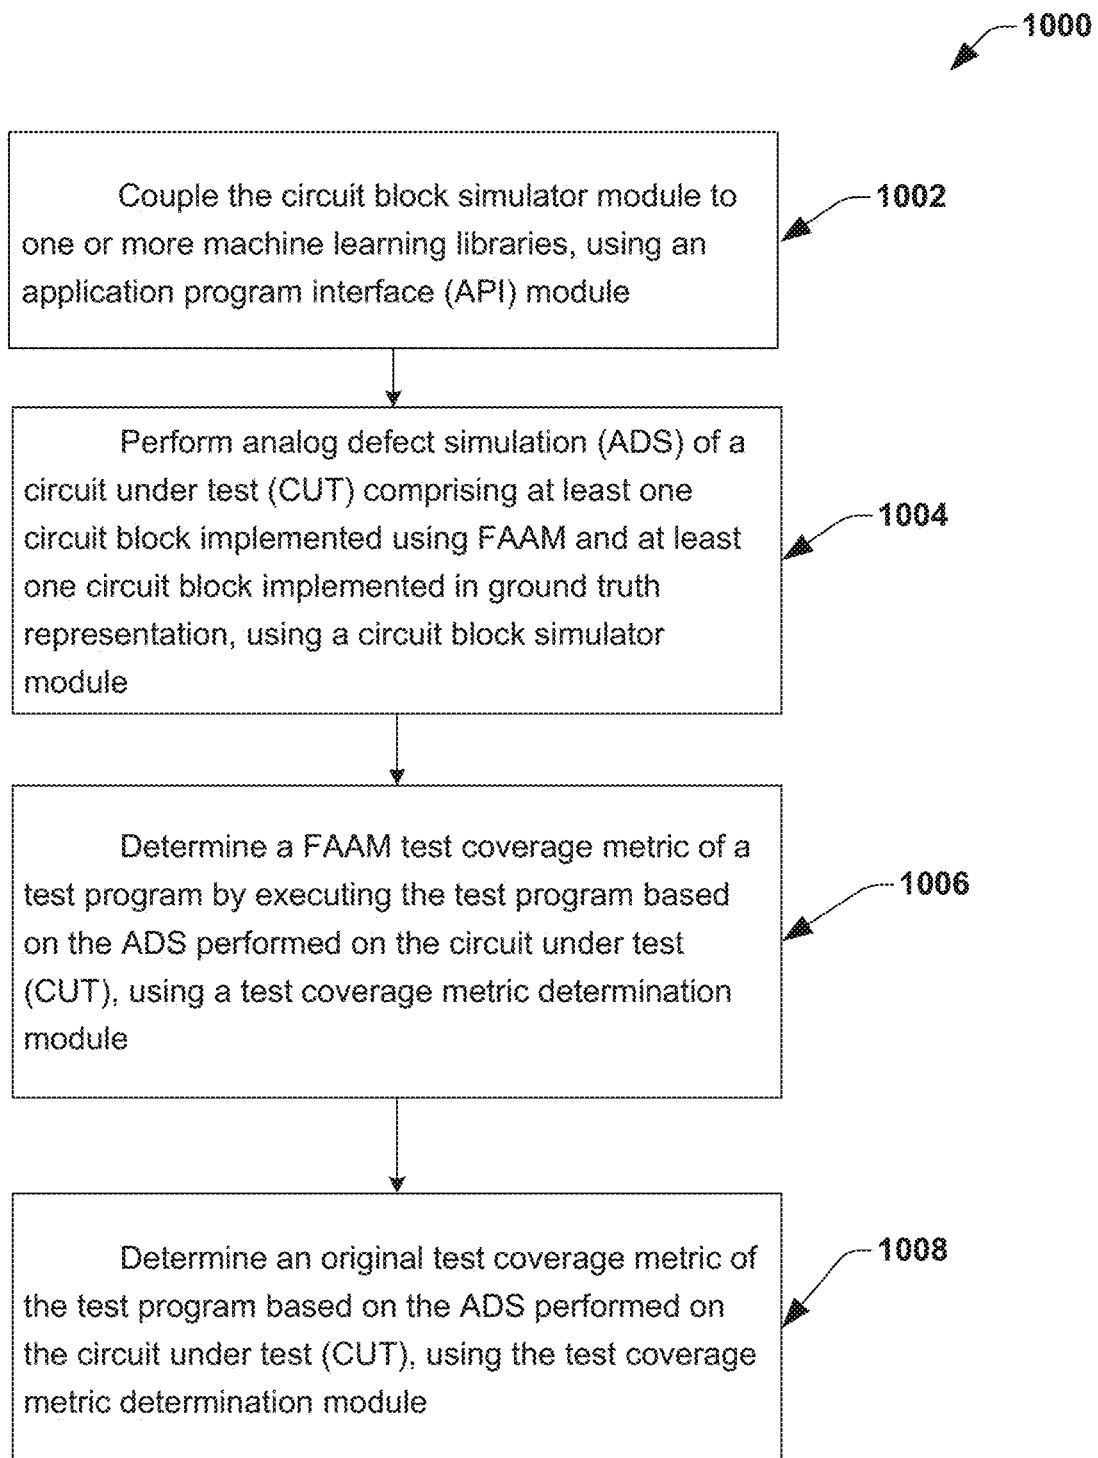 1000
Couple the circuit block simulator module to
one or more machine learning libraries, using an
application program interface (API) module
1002
Perform analog defect simulation (ADS) of a
circuit under test (CUT) comprising at least one
circuit block implemented using FAAM and at least
one circuit block implemented in ground truth
representation, using a circuit block simulator
module
1004
Determine a FAAM test coverage metric of a
test program by executing the test program based
on the ADS performed on the circuit under test
(CUT), using a test coverage metric determination
module
1006
Determine an original test coverage metric of
the test program based on the ADS performed on
the circuit under test (CUT), using the test coverage
metric determination module
1008